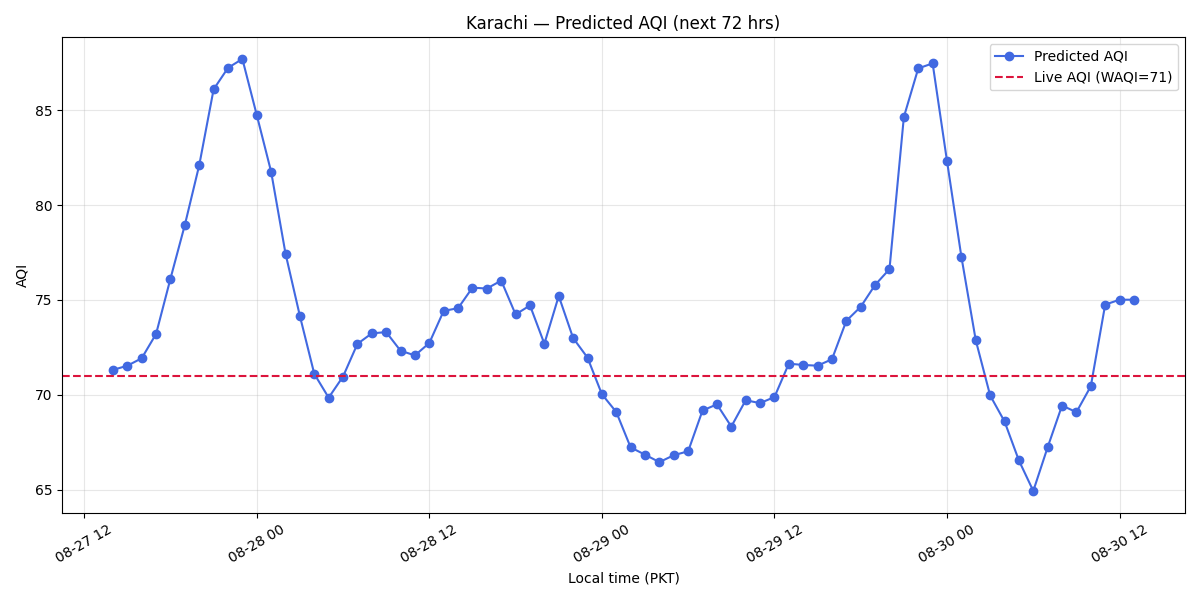 Karachi — Predicted AQI (next 72 hrs)
Predicted AQI
Live AQI (WAQI=71)
AQI
85
80
75
70
65
08-27 12
08-28 00
08-28 12
08-29 00
08-29 12
08-30 00
08-30 12
Local time (PKT)